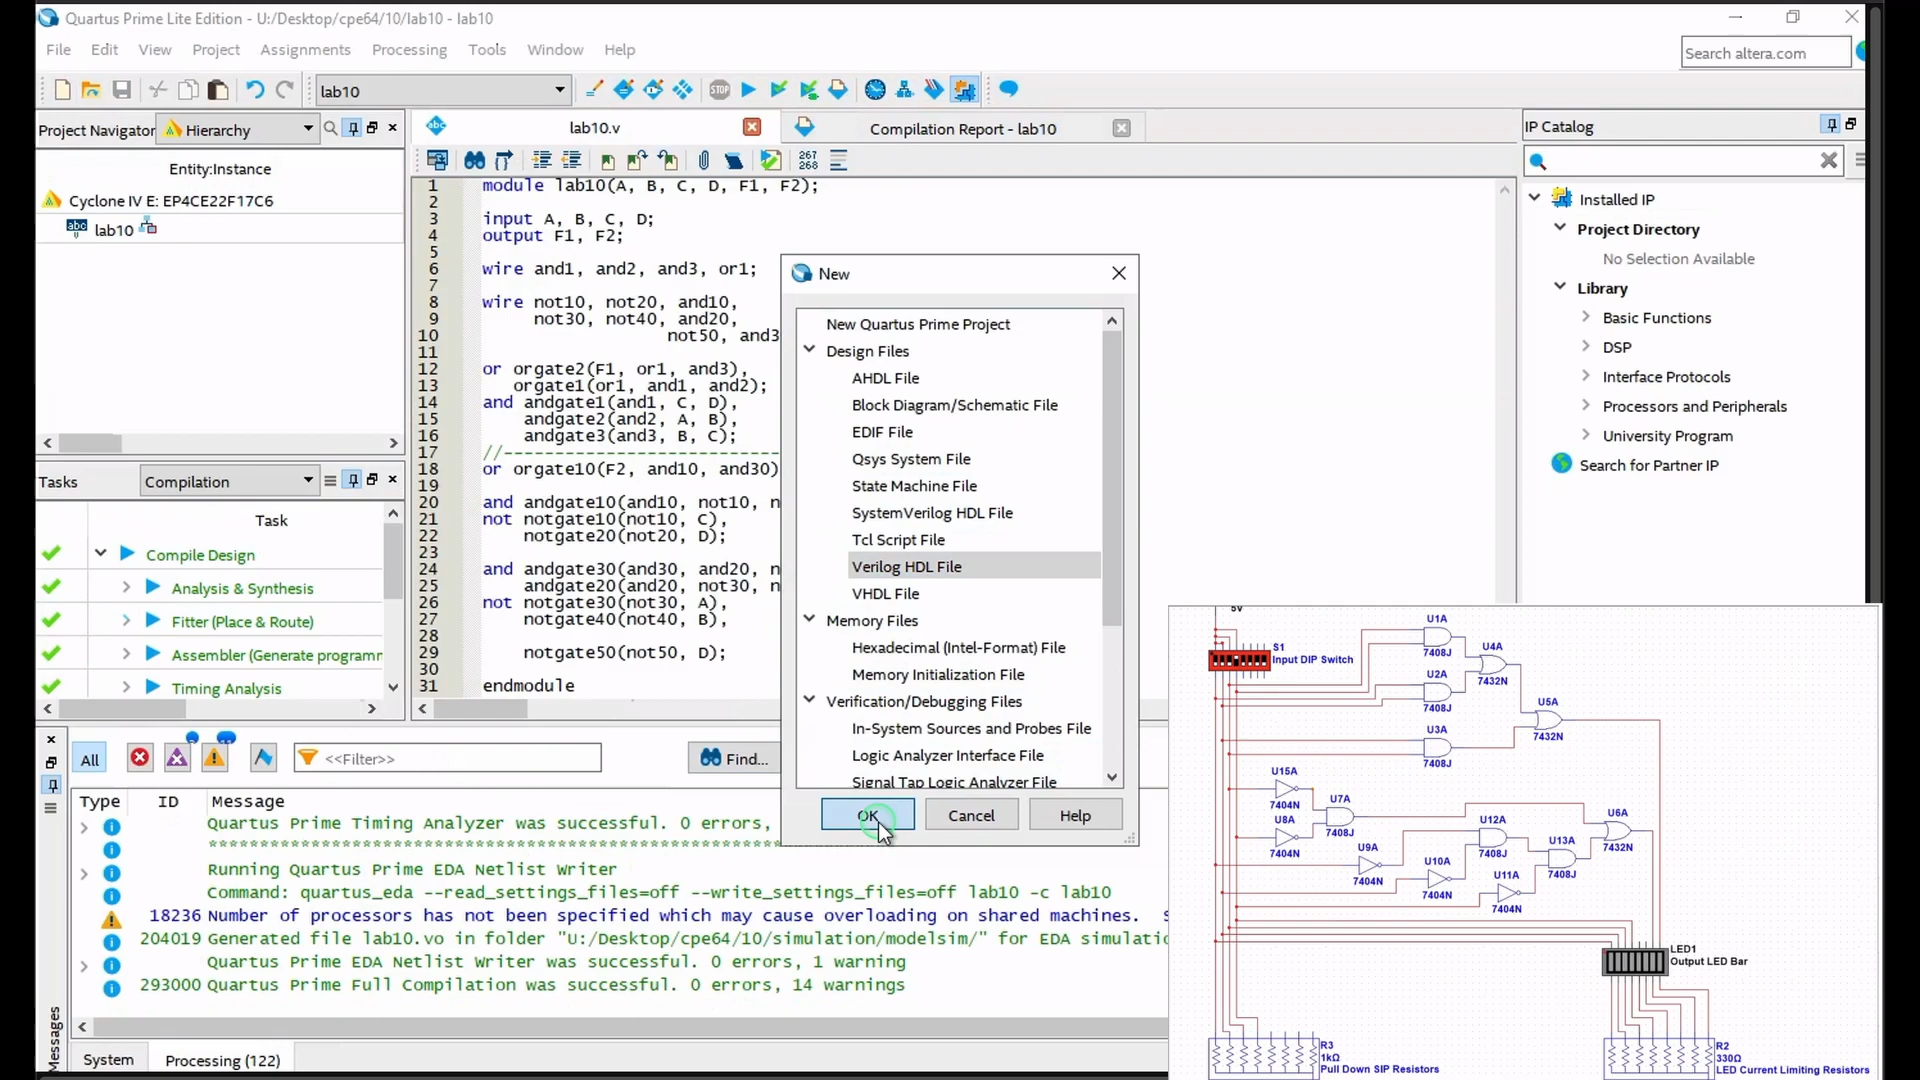 Quartus Prime Lite Edition - U:/Desktop/cpe64/10/lab10 - lab10
File Edit View Project Assignments Processing Tools Window Help
Search altera.com
lab10
Project Navigator Hierarchy
Entity:Instance
Cyclone IV E: EP4CE22F17C6
lab10
lab10.v
Compilation Report - lab10
1 module lab10(A, B, C, D, F1, F2);
2
3 input A, B, C, D;
4 output F1, F2;
5
6 wire and1, and2, and3, or1;
7
8 wire not10, not20, and10,
9 not30, not40, and20,
10 not50, and3
11
12 or orgate2(F1, or1, and3),
13 orgate1(or1, and1, and2);
14 and andgate1(and1, C, D),
15 andgate2(and2, A, B),
16 andgate3(and3, B, C);
17 //--------------------------
18 or orgate10(F2, and10, and30)
19
20 and andgate10(and10, not10, n
21 not notgate10(not10, C),
22 notgate20(not20, D);
23
24 and andgate30(and30, and20, n
25 andgate20(and20, not30, n
26 not notgate30(not30, A),
27 notgate40(not40, B),
28
29 notgate50(not50, D);
30
31 endmodule
267
268
New
New Quartus Prime Project
Design Files
AHDL File
Block Diagram/Schematic File
EDIF File
Qsys System File
State Machine File
SystemVerilog HDL File
Tcl Script File
Verilog HDL File
VHDL File
Memory Files
Hexadecimal (Intel-Format) File
Memory Initialization File
Verification/Debugging Files
In-System Sources and Probes File
Logic Analyzer Interface File
Signal Tap Logic Analyzer File
OK Cancel Help
IP Catalog
Installed IP
Project Directory
No Selection Available
Library
Basic Functions
DSP
Interface Protocols
Processors and Peripherals
University Program
Search for Partner IP
Tasks Compilation
Task
Compile Design
Analysis & Synthesis
Fitter (Place & Route)
Assembler (Generate programm
Timing Analysis
All
<<Filter>>
Find...
Type ID Message
Quartus Prime Timing Analyzer was successful. 0 errors,
Running Quartus Prime EDA Netlist Writer
Command: quartus_eda --read_settings_files=off --write_settings_files=off lab10 -c lab10
18236 Number of processors has not been specified which may cause overloading on shared machines. S
204019 Generated file lab10.vo in folder "U:/Desktop/cpe64/10/simulation/modelsim/" for EDA simulatio
Quartus Prime EDA Netlist Writer was successful. 0 errors, 1 warning
293000 Quartus Prime Full Compilation was successful. 0 errors, 14 warnings
Messages
System Processing (122)
5V
S1
Input DIP Switch
U1A
7408J
U4A
7432N
U2A
7408J
U5A
7432N
U3A
7408J
U15A
7404N
U7A
7408J
U8A
7404N
U6A
7432N
U12A
7408J
U9A
7404N
U13A
7408J
U10A
7404N
U11A
7404N
LED1
Output LED Bar
R3
1kΩ
Pull Down SIP Resistors
R2
330Ω
LED Current Limiting Resistors